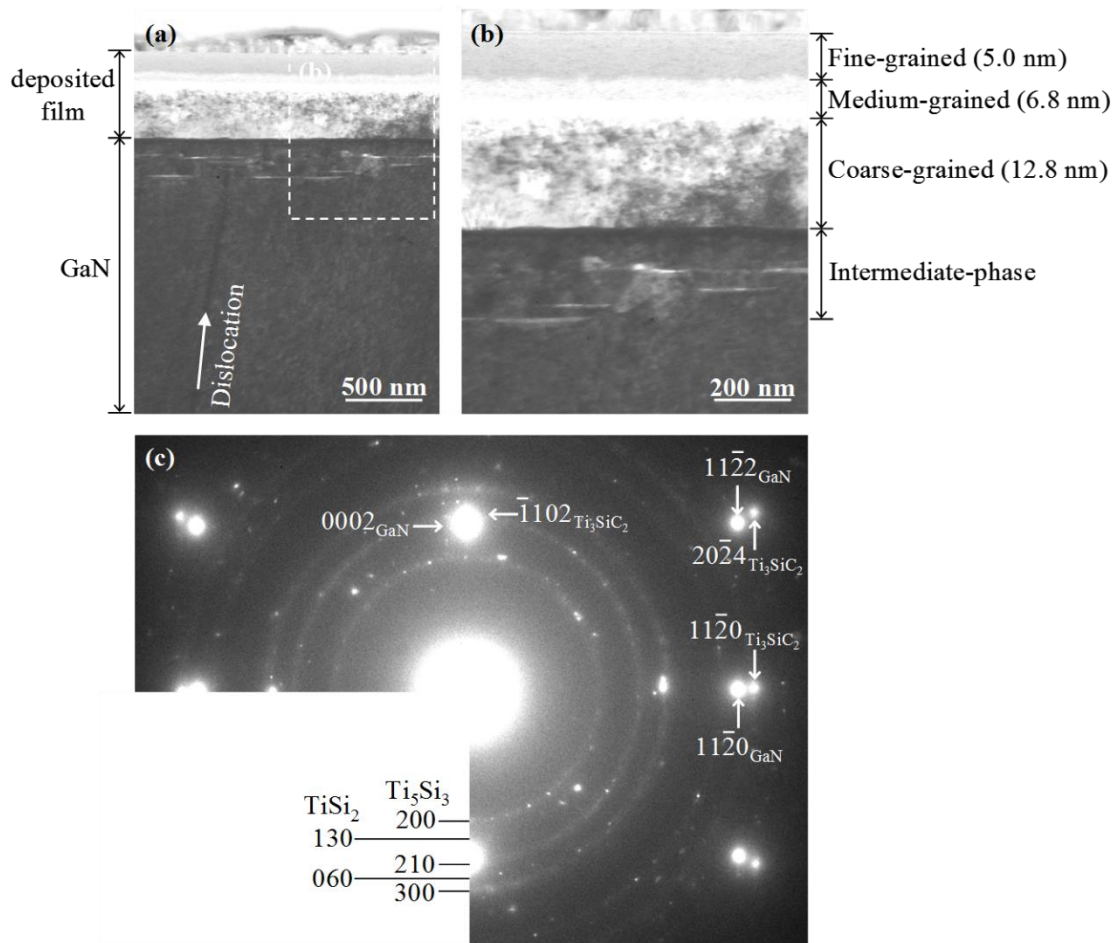 (a)
(b)
deposited
film
GaN
Dislocation
500 nm
(b)
Fine-grained (5.0 nm)
Medium-grained (6.8 nm)
Coarse-grained (12.8 nm)
Intermediate-phase
200 nm
(c)
0002GaN
1̅102Ti₃SiC₂
112̅2GaN
202̅4Ti₃SiC₂
112̅0Ti₃SiC₂
112̅0GaN
TiSi₂
Ti₅Si₃
200
130
210
060
300